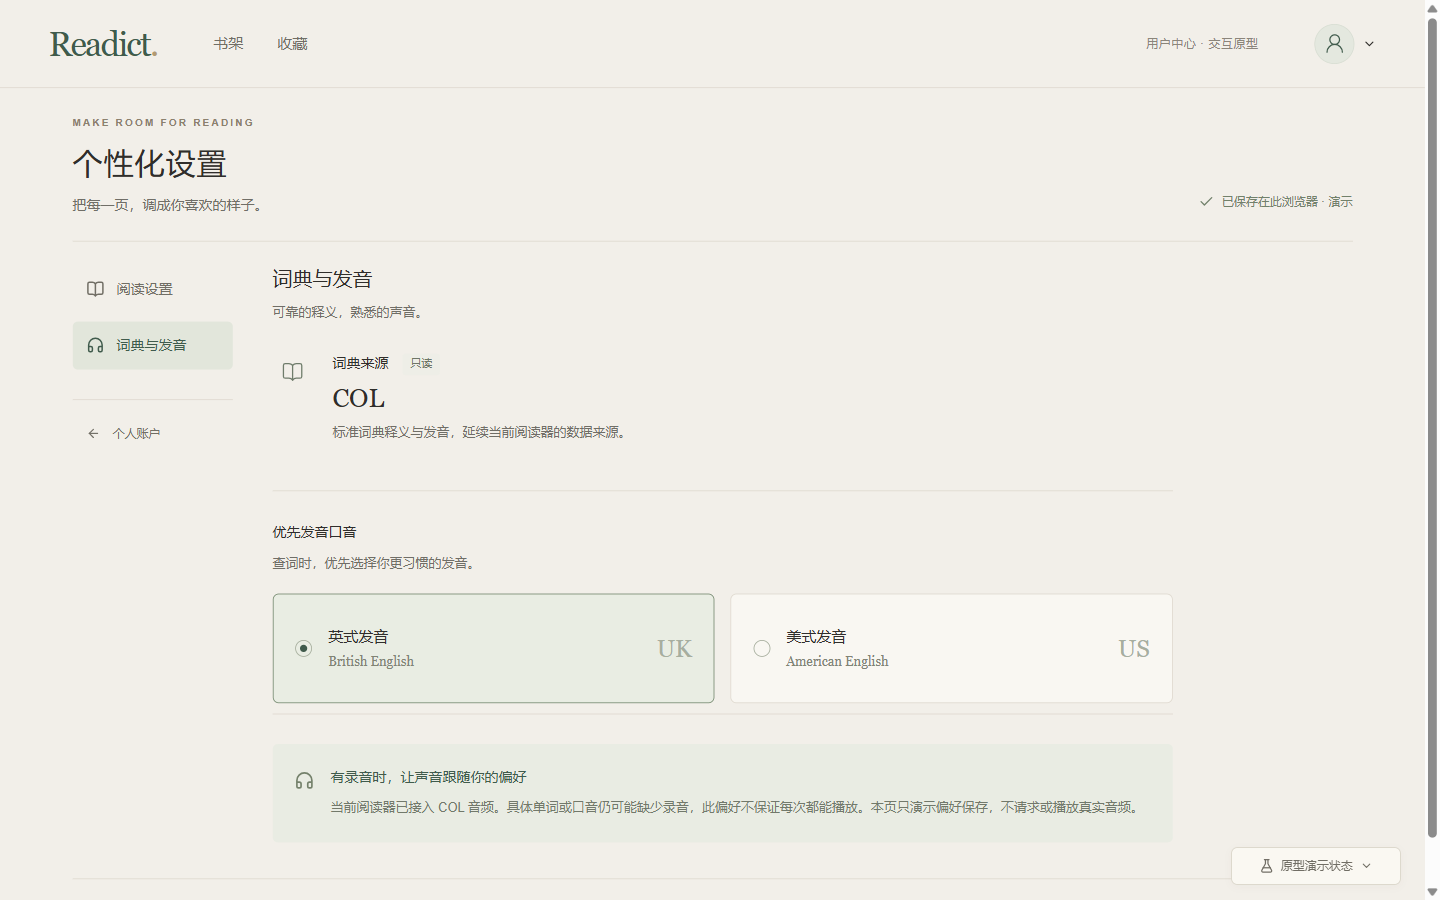 Readict.
书架
收藏
用户中心 · 交互原型
MAKE ROOM FOR READING
个性化设置
把每一页，调成你喜欢的样子。
已保存在此浏览器 · 演示
阅读设置
词典与发音
个人账户
词典与发音
可靠的释义，熟悉的声音。
词典来源
只读
COL
标准词典释义与发音，延续当前阅读器的数据来源。
优先发音口音
查词时，优先选择你更习惯的发音。
英式发音
British English
UK
美式发音
American English
US
有录音时，让声音跟随你的偏好
当前阅读器已接入 COL 音频。具体单词或口音仍可能缺少录音，此偏好不保证每次都能播放。本页只演示偏好保存，不请求或播放真实音频。
原型演示状态